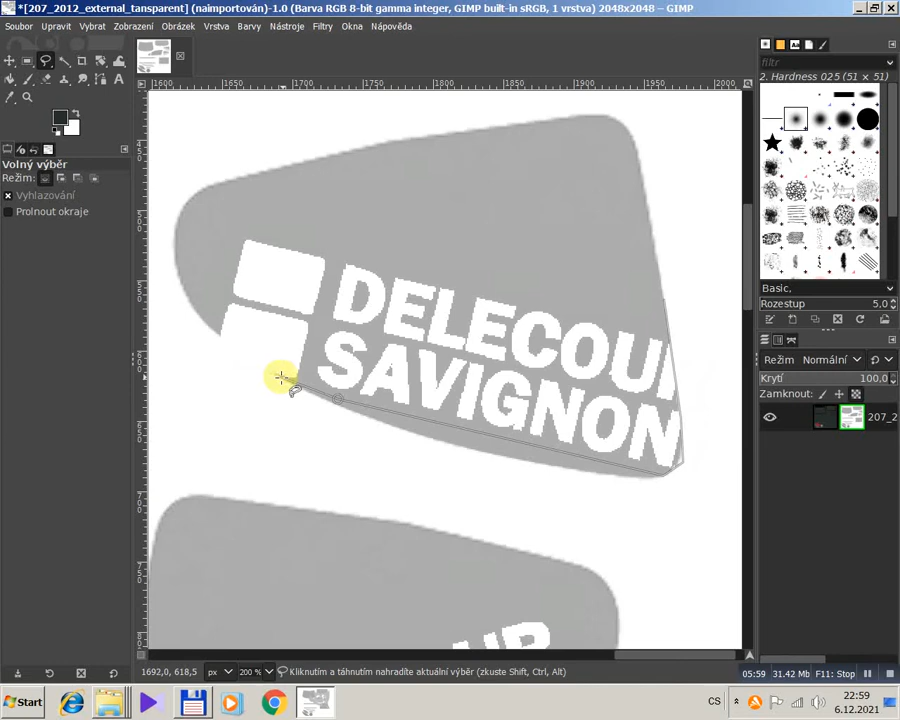 *[207_2012_external_tansparent] (naimportován)-1.0 (Barva RGB 8-bit gamma integer, GIMP built-in sRGB, 1 vrstva) 2048x2048 – GIMP
Soubor Upravit Vybrat Zobrazení Obrázek Vrstva Barvy Nástroje Filtry Okna Nápověda
filtr
2. Hardness 025 (51 × 51)
1600 1650 1700 1750 1800 1850 1900 1950 2000
Volný výběr
Režim:
Vyhlazování
Prolnout okraje
DELECOUR
SAVIGNON
Basic,
Rozestup 5,0
Režim Normální
Krytí 100,0
Zamknout:
207_2
1692,0, 618,5 px 200 % Kliknutím a táhnutím nahradíte aktuální výběr (zkuste Shift, Ctrl, Alt)
05:59 31.42 Mb F11: Stop
Start CS 22:59
6.12.2021